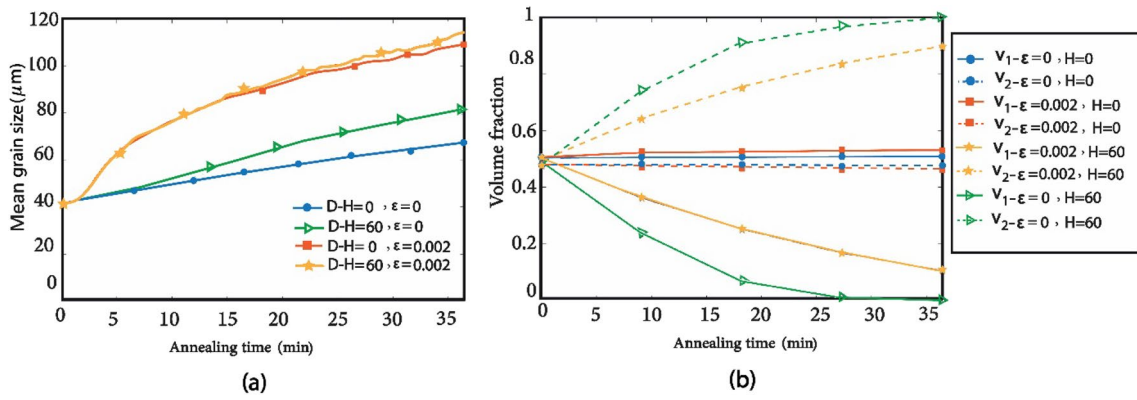 120
100
80
60
40
20
0
Mean grain size(μm)
0 5 10 15 20 25 30 35
Annealing time (min)
D-H=0 , ε=0
D-H=60 , ε=0
D-H=0 , ε=0.002
D-H=60 , ε=0.002
(a)
1
0.8
0.6
0.4
0.2
0
Volume fraction
0 5 10 15 20 25 30 35
Annealing time (min)
V1-ε=0 , H=0
V2-ε=0 , H=0
V1-ε=0.002 , H=0
V2-ε=0.002 , H=0
V1-ε=0.002 , H=60
V2-ε=0.002 , H=60
V1-ε=0 , H=60
V2-ε=0 , H=60
(b)